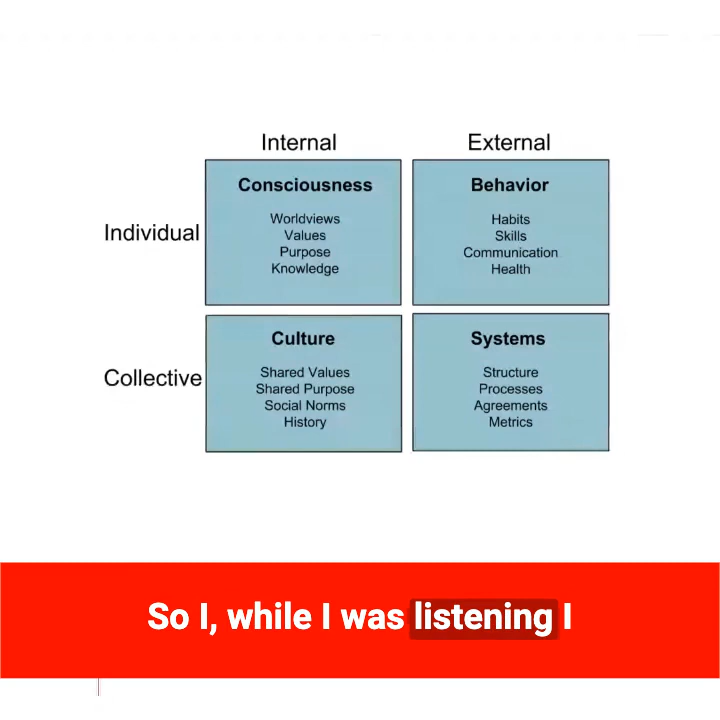 Internal External
Consciousness Behavior
Individual
Worldviews Habits
Values Skills
Purpose Communication
Knowledge Health
Culture Systems
Collective
Shared Values Structure
Shared Purpose Processes
Social Norms Agreements
History Metrics
So I, while I was listening I